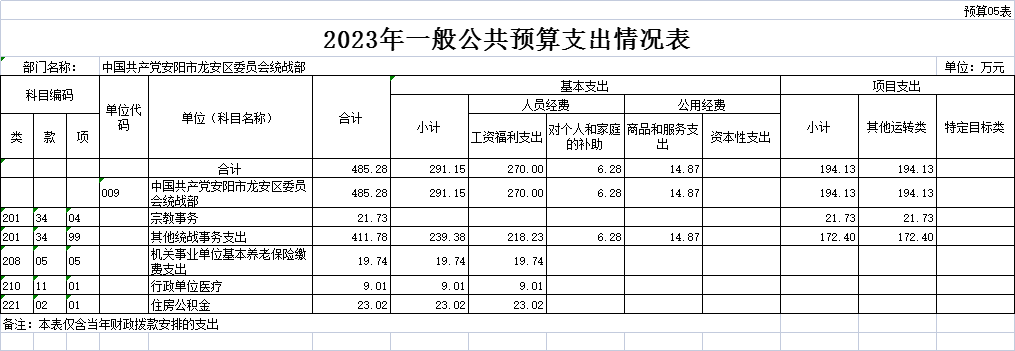 预算05表
2023年一般公共预算支出情况表
部门名称： 中国共产党安阳市龙安区委员会统战部 单位：万元
科目编码 单位代码 单位（科目名称） 合计 基本支出 项目支出
小计 人员经费 公用经费 小计 其他运转类 特定目标类
类 款 项 工资福利支出 对个人和家庭的补助 商品和服务支出 资本性支出
合计 485.28 291.15 270.00 6.28 14.87 194.13 194.13
009 中国共产党安阳市龙安区委员会统战部 485.28 291.15 270.00 6.28 14.87 194.13 194.13
201 34 04 宗教事务 21.73 21.73 21.73
201 34 99 其他统战事务支出 411.78 239.38 218.23 6.28 14.87 172.40 172.40
208 05 05 机关事业单位基本养老保险缴费支出 19.74 19.74 19.74
210 11 01 行政单位医疗 9.01 9.01 9.01
221 02 01 住房公积金 23.02 23.02 23.02
备注：本表仅含当年财政拨款安排的支出